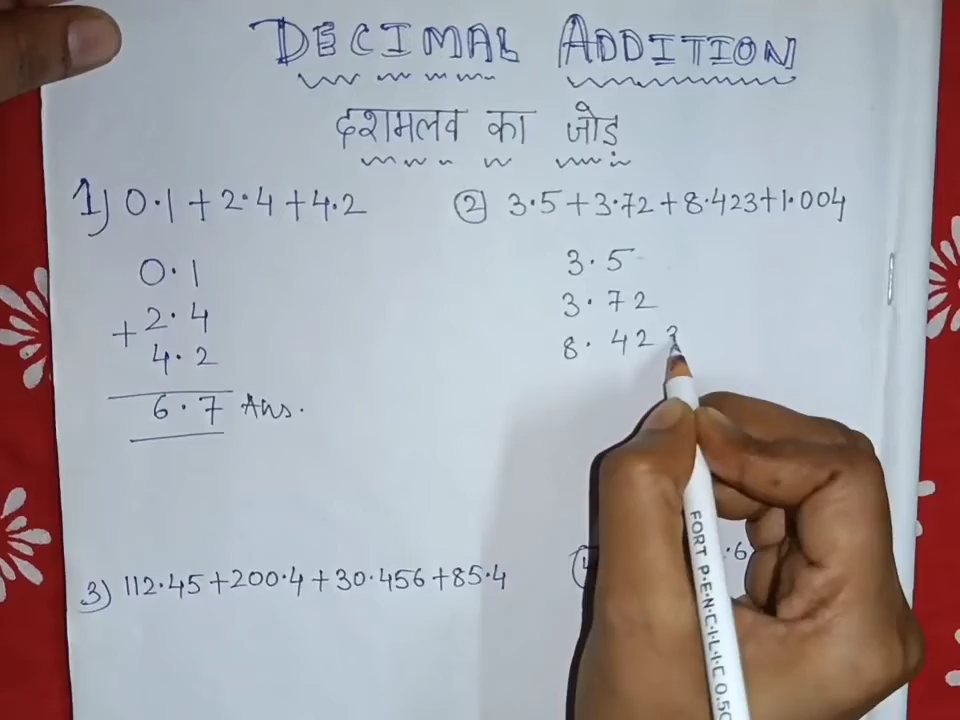 DECIMAL ADDITION
दशमलव का जोड़
1) 0.1+2.4+4.2
② 3.5+3.72+8.423+1.004
0.1
+ 2.4
4.2
6.7 Ans.
3.5
3.72
8.423
3) 112.45+200.4+30.456+85.4
.6
FORT P.E.N.C.I.L.I.C 0.50